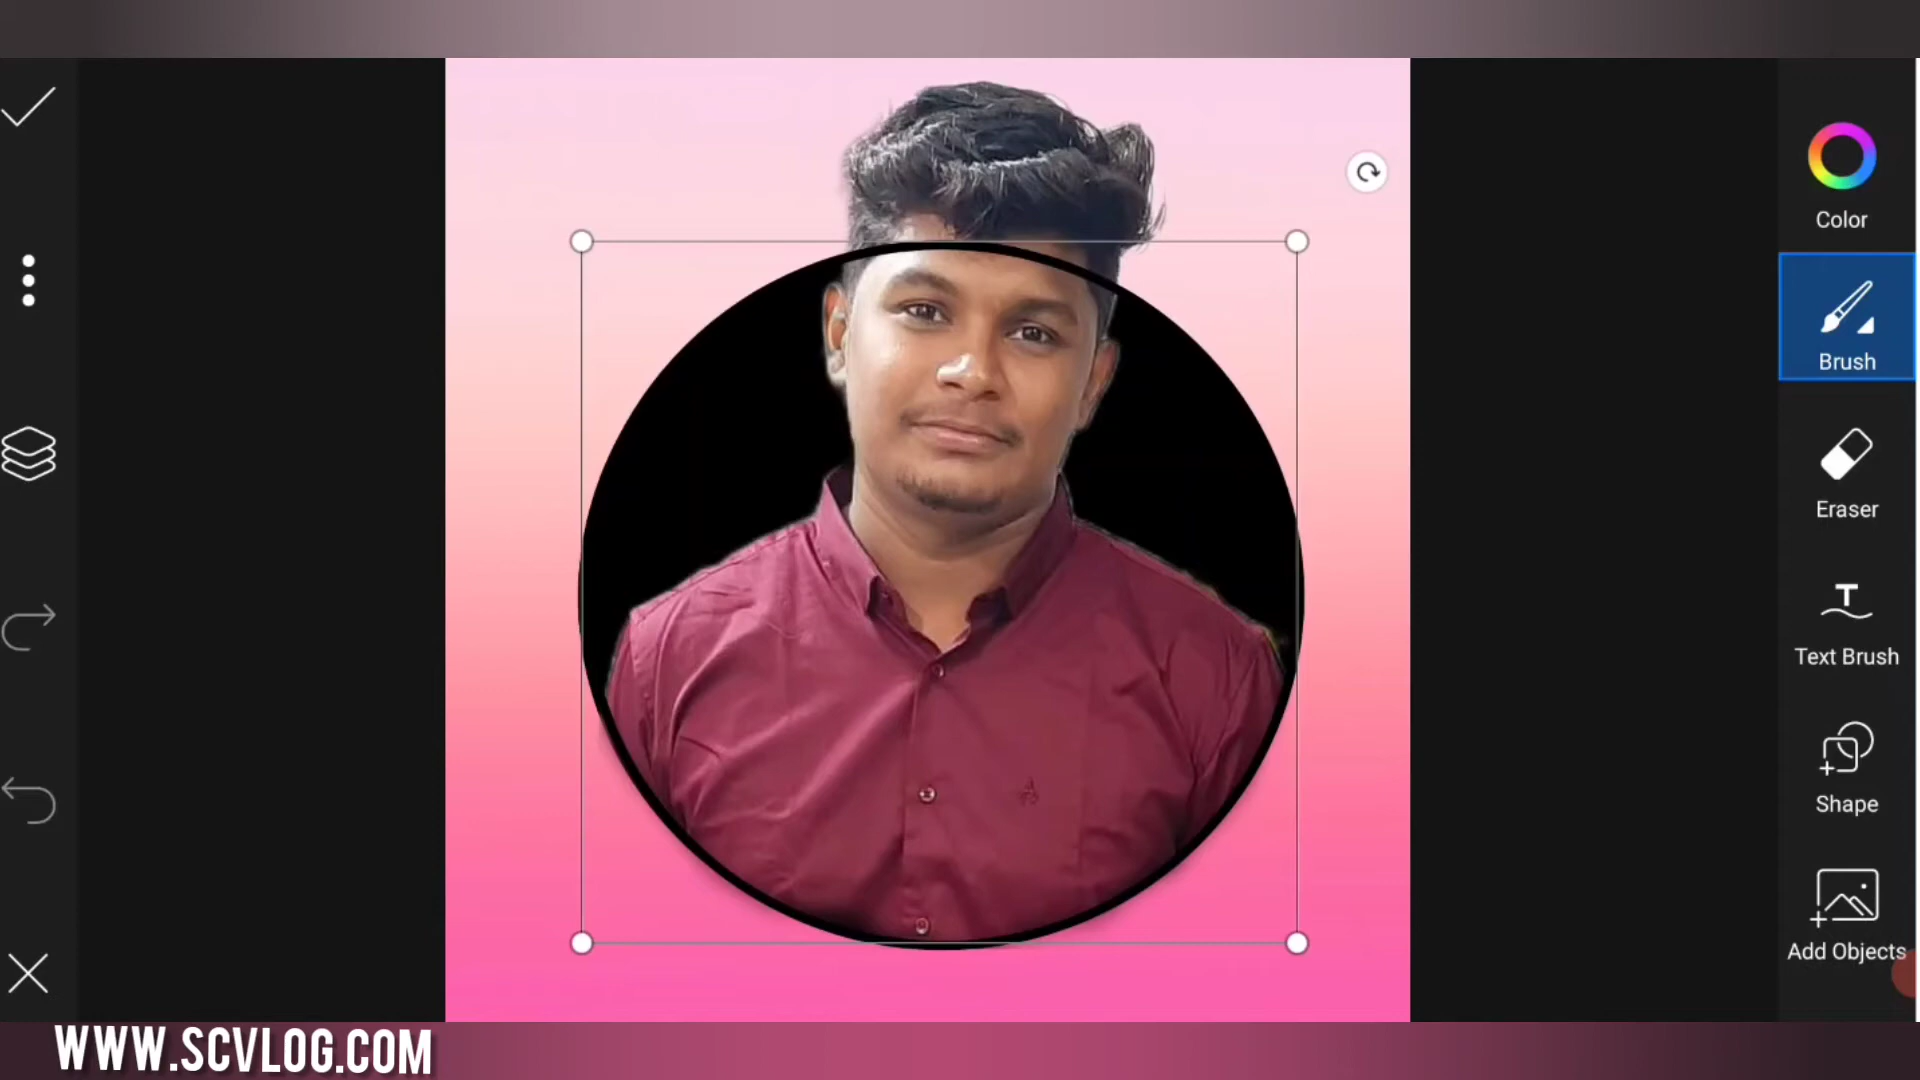 Color
Brush
Eraser
Text Brush
Shape
Add Objects
WWW.SCVLOG.COM